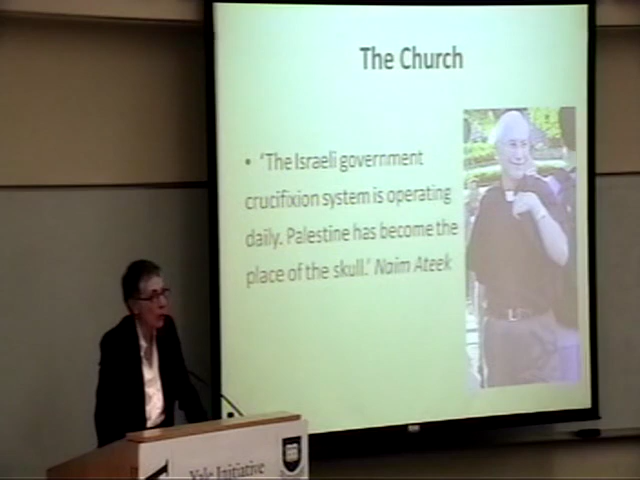 The Church
• 'The Israeli government
crucifixion system is operating
daily. Palestine has become the
place of the skull.' Naim Ateek
Yale Initiative